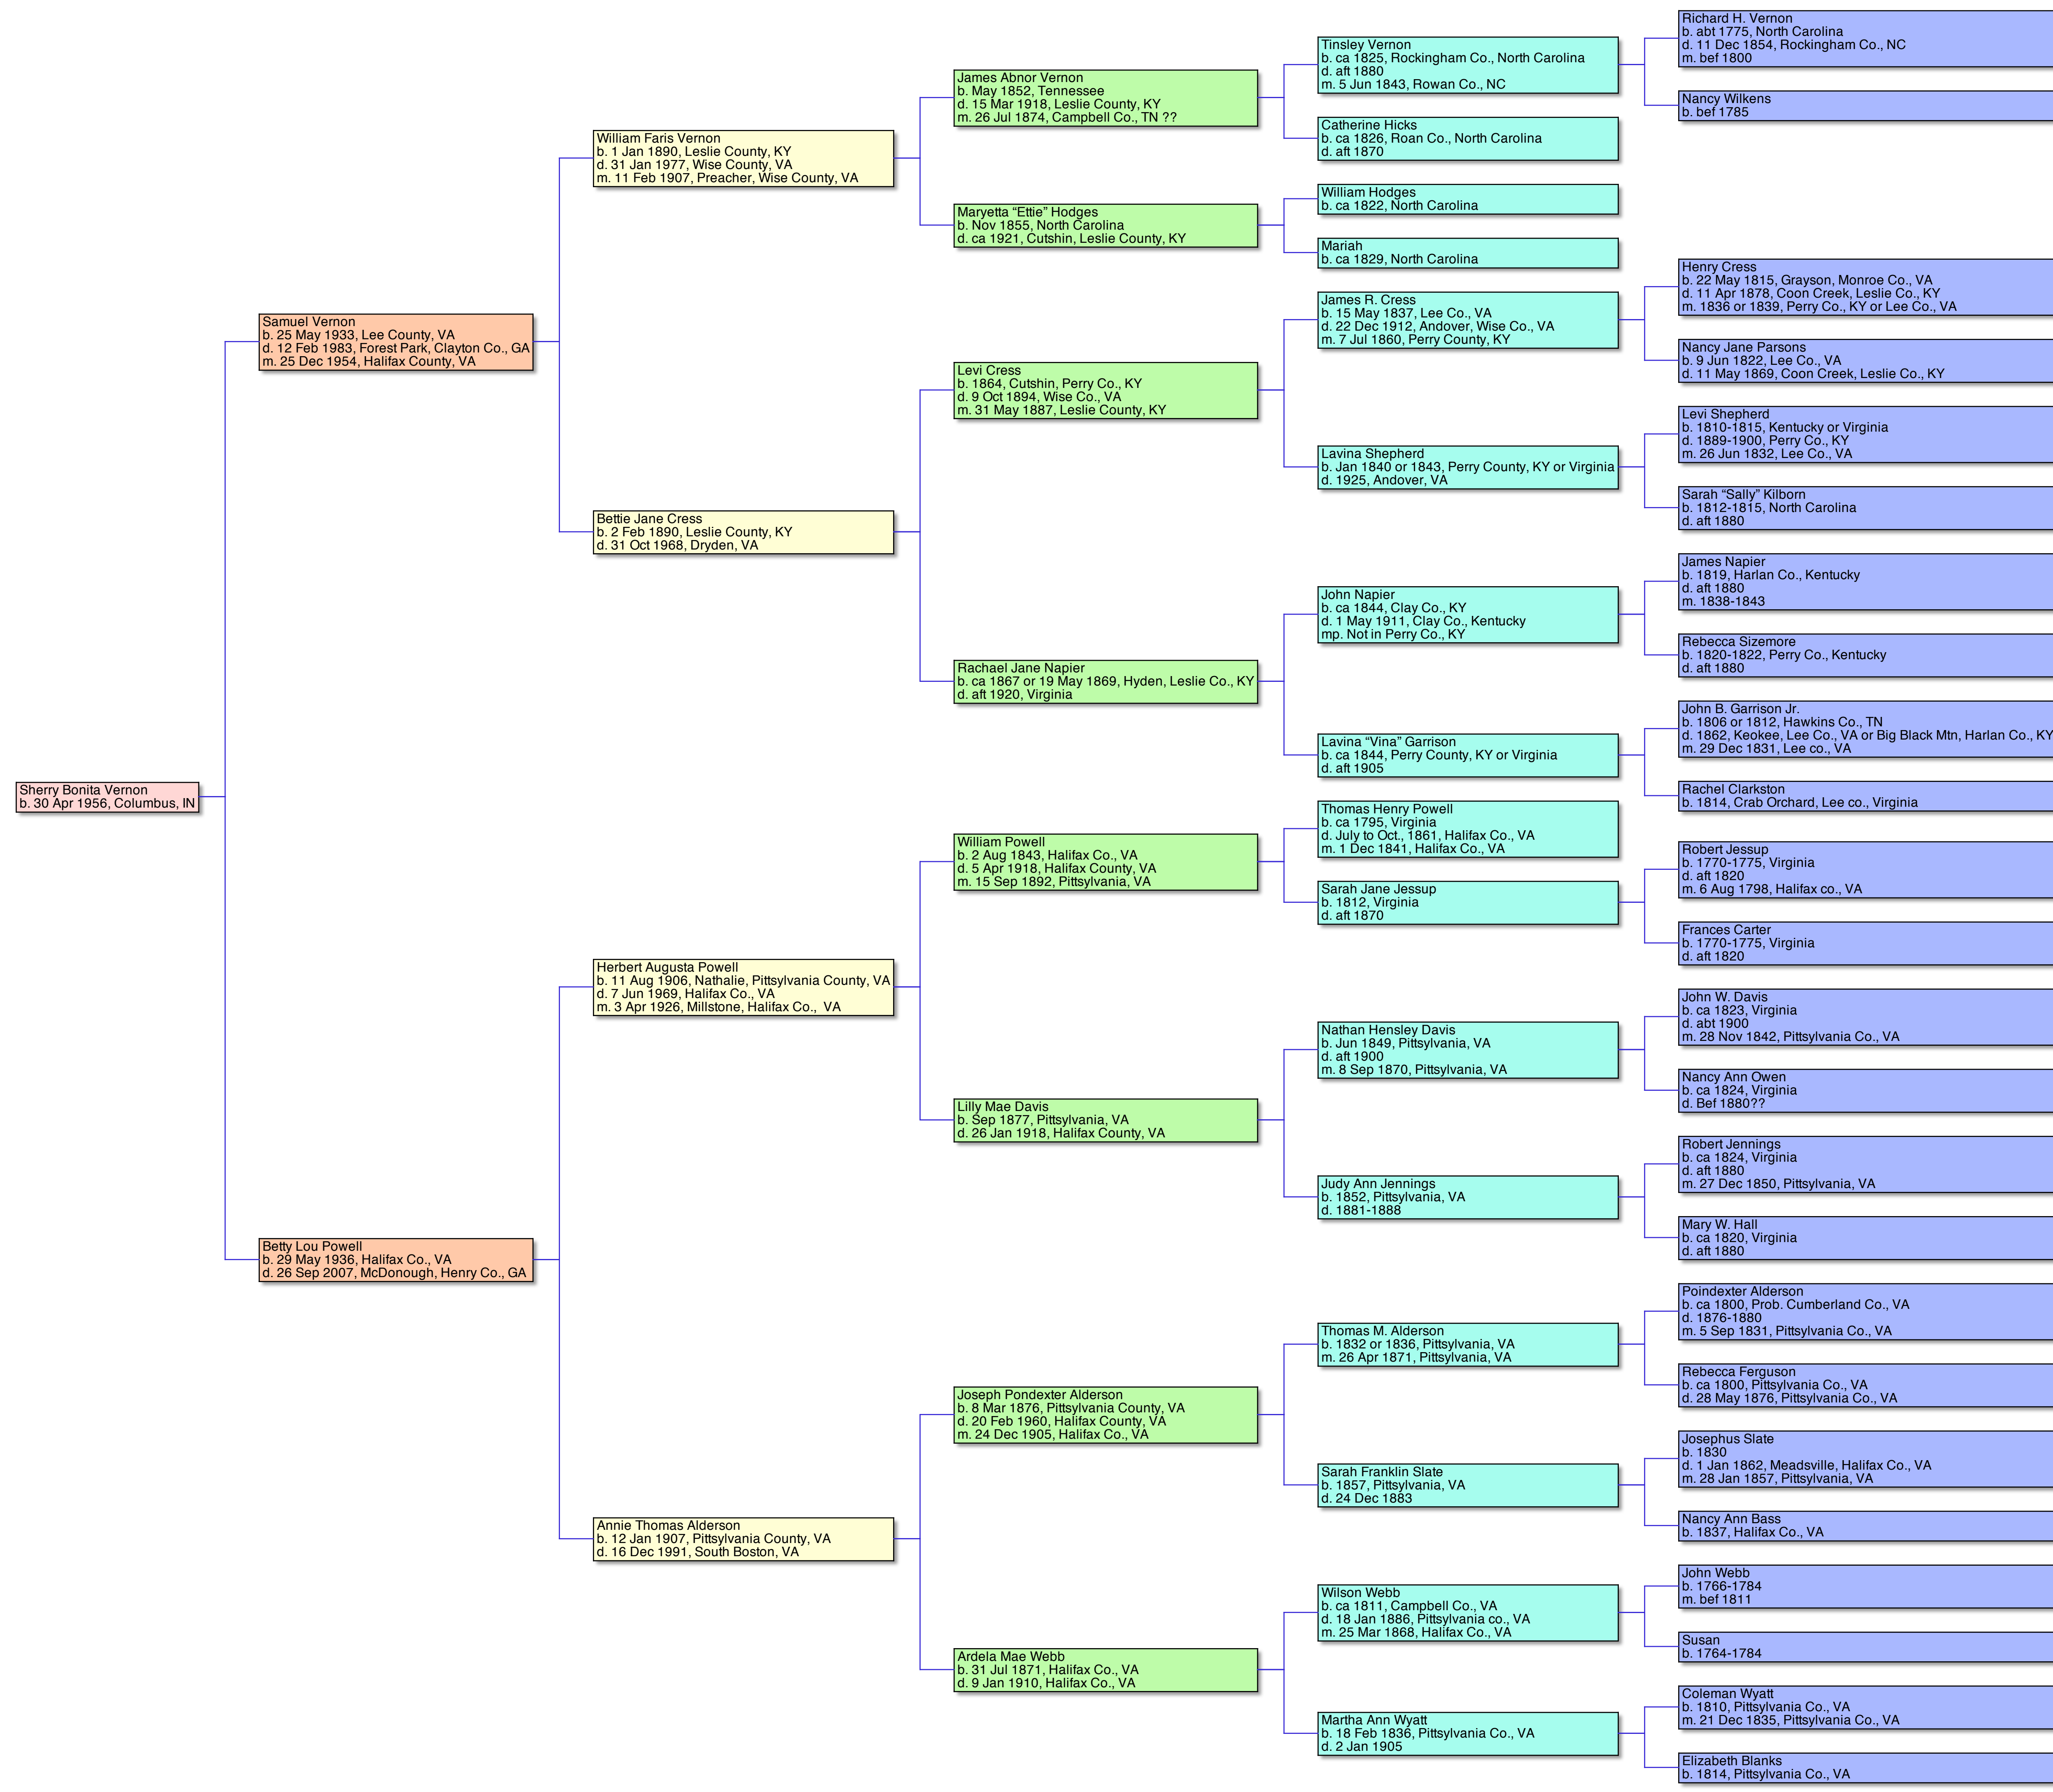 Sherry Bonita Vernon
b. 30 Apr 1956, Columbus, IN
Samuel Vernon
b. 25 May 1933, Lee County, VA
d. 12 Feb 1983, Forest Park, Clayton Co., GA
m. 25 Dec 1954, Halifax County, VA
Betty Lou Powell
b. 29 May 1936, Halifax Co., VA
d. 26 Sep 2007, McDonough, Henry Co., GA
William Faris Vernon
b. 1 Jan 1890, Leslie County, KY
d. 31 Jan 1977, Wise County, VA
m. 11 Feb 1907, Preacher, Wise County, VA
Bettie Jane Cress
b. 2 Feb 1890, Leslie County, KY
d. 31 Oct 1968, Dryden, VA
Herbert Augusta Powell
b. 11 Aug 1906, Nathalie, Pittsylvania County, VA
d. 7 Jun 1969, Halifax Co., VA
m. 3 Apr 1926, Millstone, Halifax Co.,  VA
Annie Thomas Alderson
b. 12 Jan 1907, Pittsylvania County, VA
d. 16 Dec 1991, South Boston, VA
James Abnor Vernon
b. May 1852, Tennessee
d. 15 Mar 1918, Leslie County, KY
m. 26 Jul 1874, Campbell Co., TN ??
Maryetta “Ettie” Hodges
b. Nov 1855, North Carolina
d. ca 1921, Cutshin, Leslie County, KY
Levi Cress
b. 1864, Cutshin, Perry Co., KY
d. 9 Oct 1894, Wise Co., VA
m. 31 May 1887, Leslie County, KY
Rachael Jane Napier
b. ca 1867 or 19 May 1869, Hyden, Leslie Co., KY
d. aft 1920, Virginia
William Powell
b. 2 Aug 1843, Halifax Co., VA
d. 5 Apr 1918, Halifax County, VA
m. 15 Sep 1892, Pittsylvania, VA
Lilly Mae Davis
b. Sep 1877, Pittsylvania, VA
d. 26 Jan 1918, Halifax County, VA
Joseph Pondexter Alderson
b. 8 Mar 1876, Pittsylvania County, VA
d. 20 Feb 1960, Halifax County, VA
m. 24 Dec 1905, Halifax Co., VA
Ardela Mae Webb
b. 31 Jul 1871, Halifax Co., VA
d. 9 Jan 1910, Halifax Co., VA
Tinsley Vernon
b. ca 1825, Rockingham Co., North Carolina
d. aft 1880
m. 5 Jun 1843, Rowan Co., NC
Catherine Hicks
b. ca 1826, Roan Co., North Carolina
d. aft 1870
William Hodges
b. ca 1822, North Carolina
Mariah
b. ca 1829, North Carolina
James R. Cress
b. 15 May 1837, Lee Co., VA
d. 22 Dec 1912, Andover, Wise Co., VA
m. 7 Jul 1860, Perry County, KY
Lavina Shepherd
b. Jan 1840 or 1843, Perry County, KY or Virginia
d. 1925, Andover, VA
John Napier
b. ca 1844, Clay Co., KY
d. 1 May 1911, Clay Co., Kentucky
mp. Not in Perry Co., KY
Lavina “Vina” Garrison
b. ca 1844, Perry County, KY or Virginia
d. aft 1905
Thomas Henry Powell
b. ca 1795, Virginia
d. July to Oct., 1861, Halifax Co., VA
m. 1 Dec 1841, Halifax Co., VA
Sarah Jane Jessup
b. 1812, Virginia
d. aft 1870
Nathan Hensley Davis
b. Jun 1849, Pittsylvania, VA
d. aft 1900
m. 8 Sep 1870, Pittsylvania, VA
Judy Ann Jennings
b. 1852, Pittsylvania, VA
d. 1881-1888
Thomas M. Alderson
b. 1832 or 1836, Pittsylvania, VA
m. 26 Apr 1871, Pittsylvania, VA
Sarah Franklin Slate
b. 1857, Pittsylvania, VA
d. 24 Dec 1883
Wilson Webb
b. ca 1811, Campbell Co., VA
d. 18 Jan 1886, Pittsylvania co., VA
m. 25 Mar 1868, Halifax Co., VA
Martha Ann Wyatt
b. 18 Feb 1836, Pittsylvania Co., VA
d. 2 Jan 1905
Richard H. Vernon
b. abt 1775, North Carolina
d. 11 Dec 1854, Rockingham Co., NC
m. bef 1800
Nancy Wilkens
b. bef 1785
Henry Cress
b. 22 May 1815, Grayson, Monroe Co., VA
d. 11 Apr 1878, Coon Creek, Leslie Co., KY
m. 1836 or 1839, Perry Co., KY or Lee Co., VA
Nancy Jane Parsons
b. 9 Jun 1822, Lee Co., VA
d. 11 May 1869, Coon Creek, Leslie Co., KY
Levi Shepherd
b. 1810-1815, Kentucky or Virginia
d. 1889-1900, Perry Co., KY
m. 26 Jun 1832, Lee Co., VA
Sarah “Sally” Kilborn
b. 1812-1815, North Carolina
d. aft 1880
James Napier
b. 1819, Harlan Co., Kentucky
d. aft 1880
m. 1838-1843
Rebecca Sizemore
b. 1820-1822, Perry Co., Kentucky
d. aft 1880
John B. Garrison Jr.
b. 1806 or 1812, Hawkins Co., TN
d. 1862, Keokee, Lee Co., VA or Big Black Mtn, Harlan Co., KY
m. 29 Dec 1831, Lee co., VA
Rachel Clarkston
b. 1814, Crab Orchard, Lee co., Virginia
Robert Jessup
b. 1770-1775, Virginia
d. aft 1820
m. 6 Aug 1798, Halifax co., VA
Frances Carter
b. 1770-1775, Virginia
d. aft 1820
John W. Davis
b. ca 1823, Virginia
d. abt 1900
m. 28 Nov 1842, Pittsylvania Co., VA
Nancy Ann Owen
b. ca 1824, Virginia
d. Bef 1880??
Robert Jennings
b. ca 1824, Virginia
d. aft 1880
m. 27 Dec 1850, Pittsylvania, VA
Mary W. Hall
b. ca 1820, Virginia
d. aft 1880
Poindexter Alderson
b. ca 1800, Prob. Cumberland Co., VA
d. 1876-1880
m. 5 Sep 1831, Pittsylvania Co., VA
Rebecca Ferguson
b. ca 1800, Pittsylvania Co., VA
d. 28 May 1876, Pittsylvania Co., VA
Josephus Slate
b. 1830
d. 1 Jan 1862, Meadsville, Halifax Co., VA
m. 28 Jan 1857, Pittsylvania, VA
Nancy Ann Bass
b. 1837, Halifax Co., VA
John Webb
b. 1766-1784
m. bef 1811
Susan
b. 1764-1784
Coleman Wyatt
b. 1810, Pittsylvania Co., VA
m. 21 Dec 1835, Pittsylvania Co., VA
Elizabeth Blanks
b. 1814, Pittsylvania Co., VA